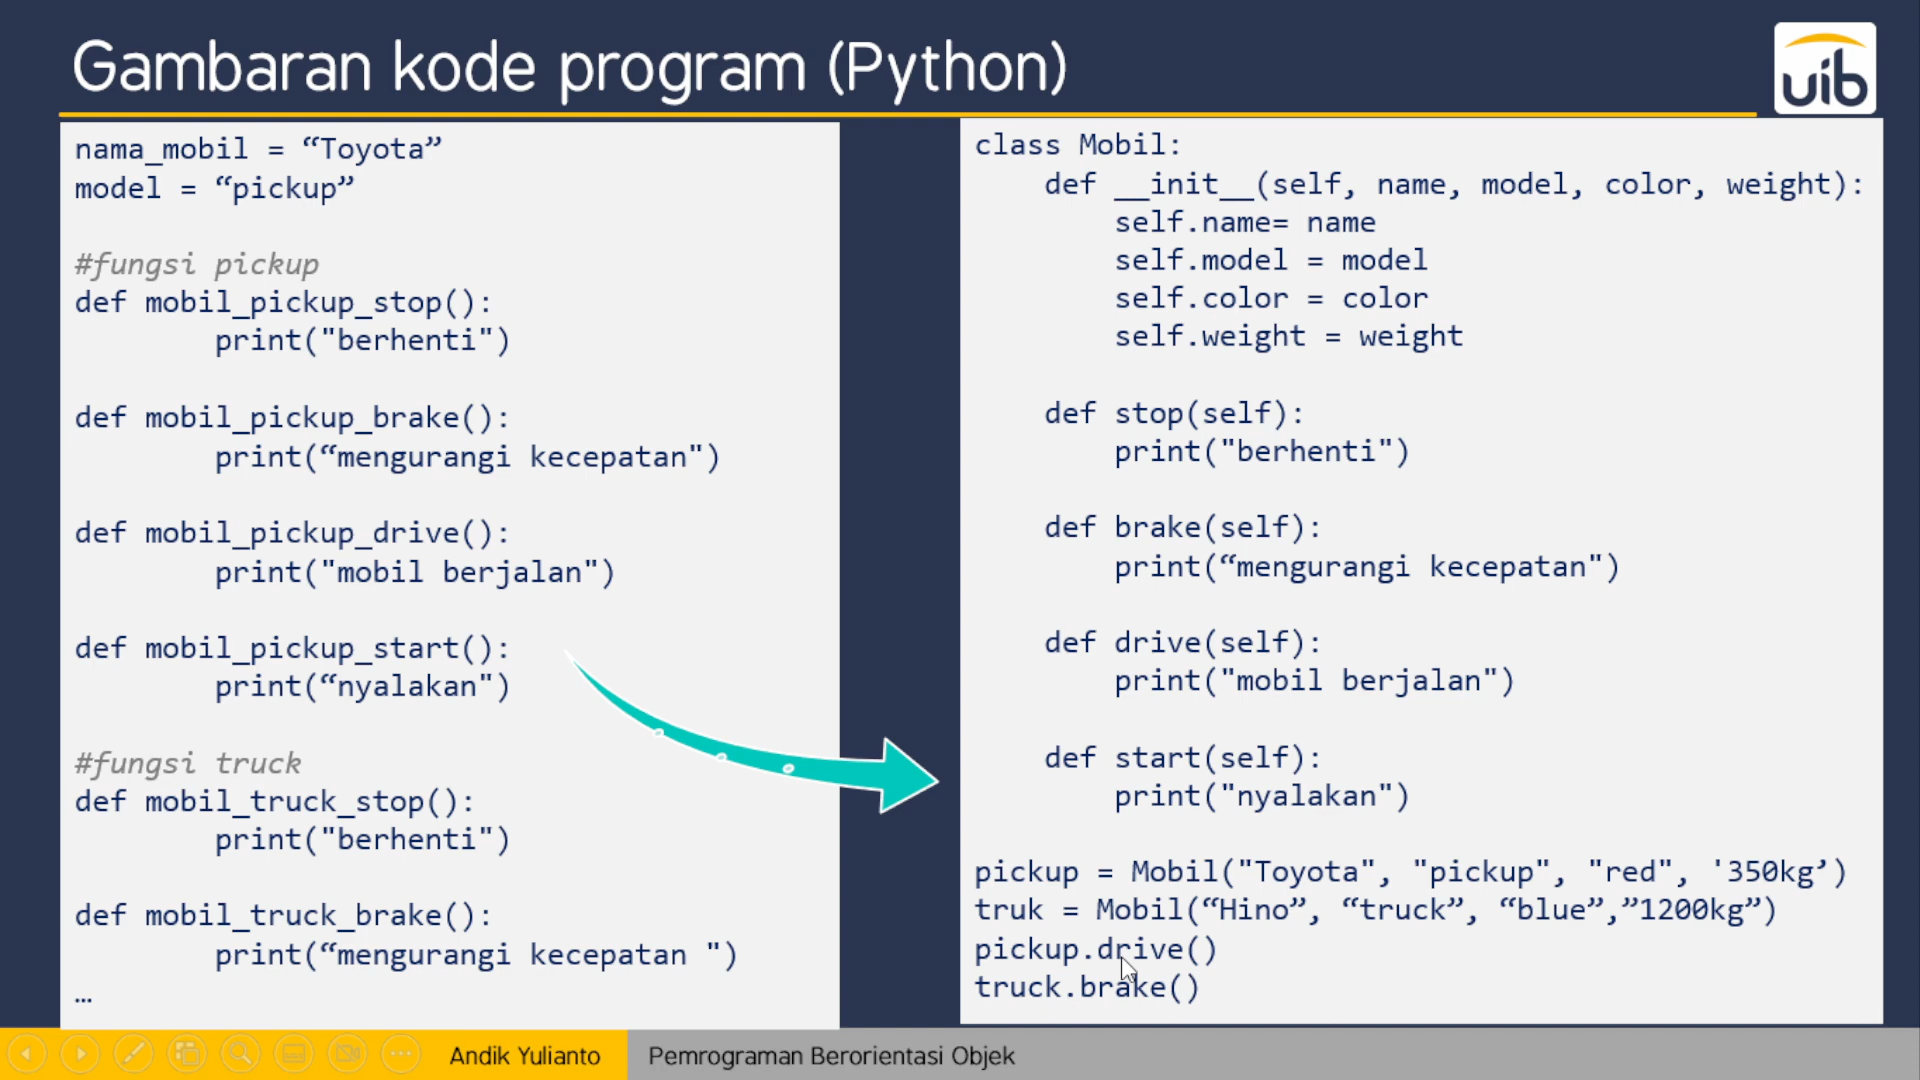 Gambaran kode program (Python)
uib
nama_mobil = “Toyota”
model = “pickup”
#fungsi pickup
def mobil_pickup_stop():
print("berhenti")
def mobil_pickup_brake():
print(“mengurangi kecepatan")
def mobil_pickup_drive():
print("mobil berjalan")
def mobil_pickup_start():
print(“nyalakan")
#fungsi truck
def mobil_truck_stop():
print("berhenti")
def mobil_truck_brake():
print(“mengurangi kecepatan ")
…
class Mobil:
def __init__(self, name, model, color, weight):
self.name= name
self.model = model
self.color = color
self.weight = weight
def stop(self):
print("berhenti")
def brake(self):
print(“mengurangi kecepatan")
def drive(self):
print("mobil berjalan")
def start(self):
print("nyalakan")
pickup = Mobil("Toyota", "pickup", "red", '350kg’)
truk = Mobil(“Hino”, “truck”, “blue”,”1200kg”)
pickup.drive()
truck.brake()
Andik Yulianto
Pemrograman Berorientasi Objek